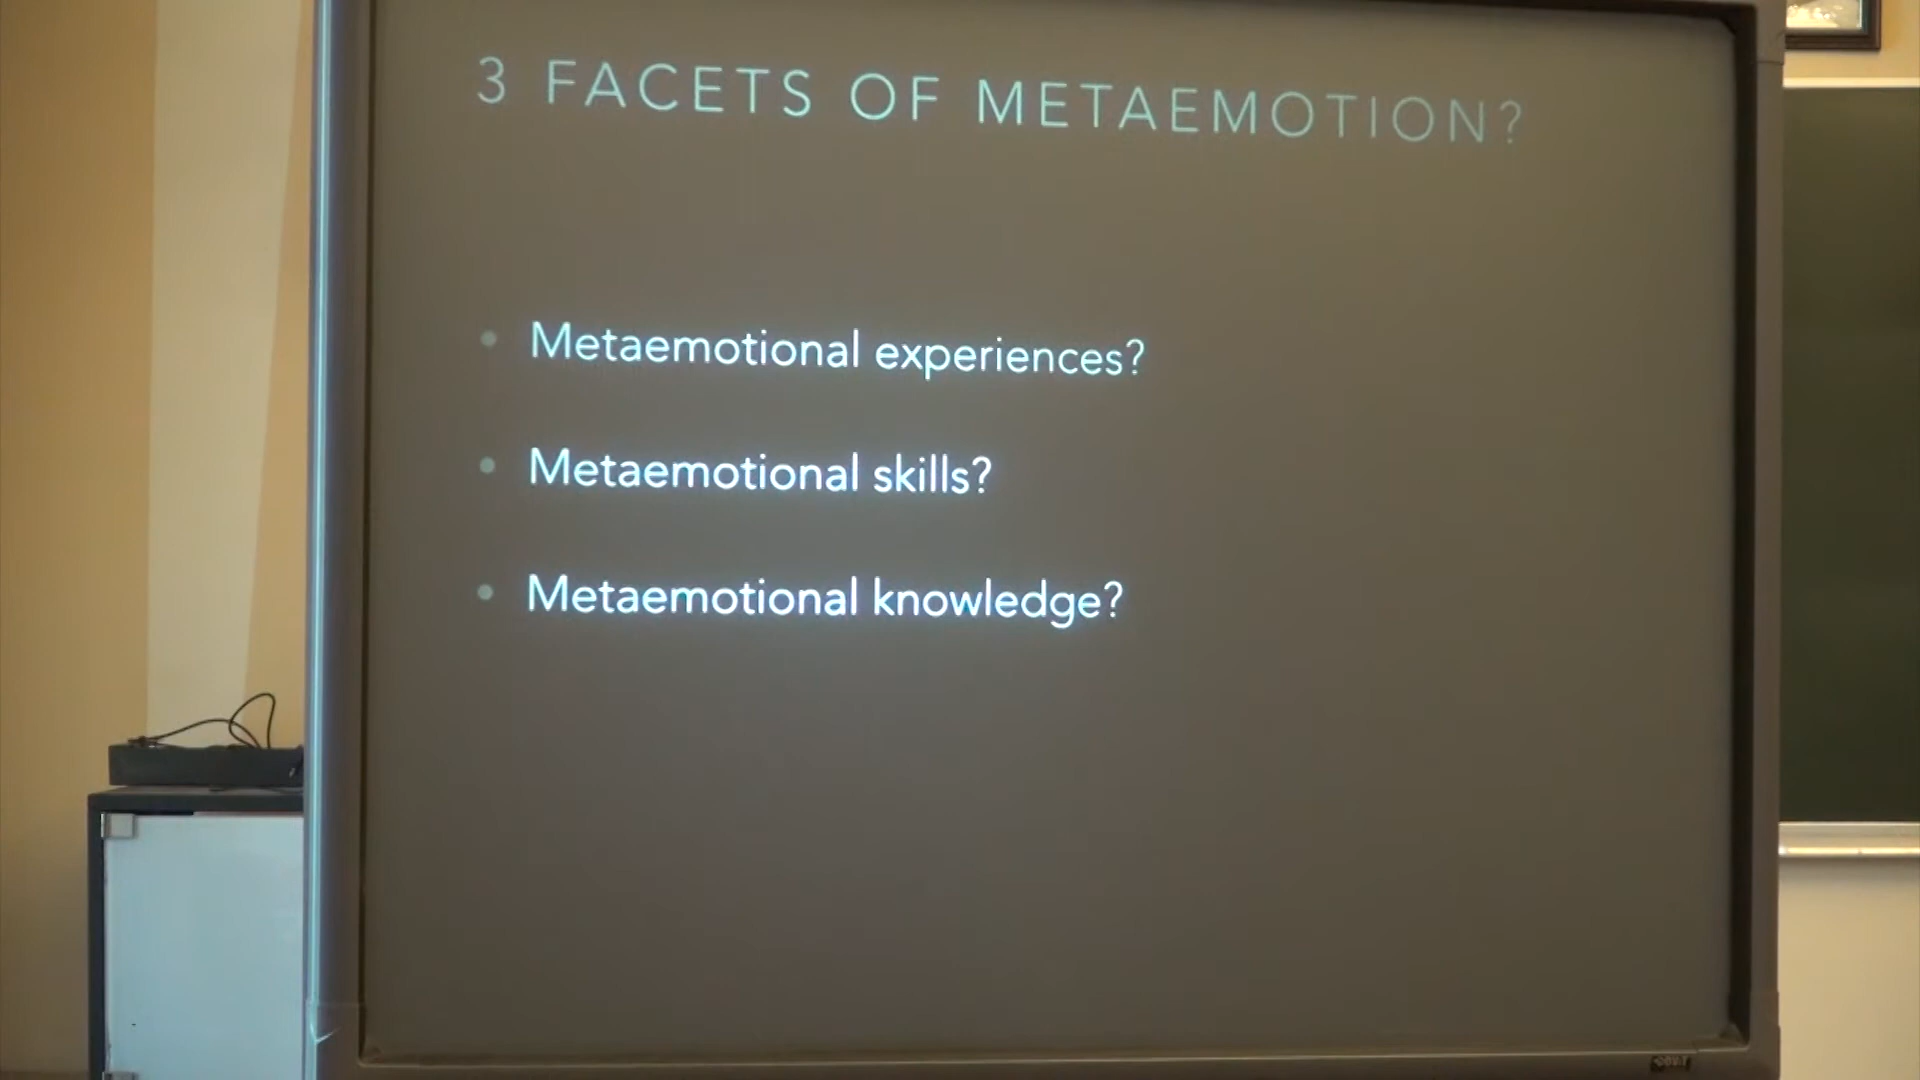 3 FACETS OF METAEMOTION?
Metaemotional experiences?
Metaemotional skills?
Metaemotional knowledge?